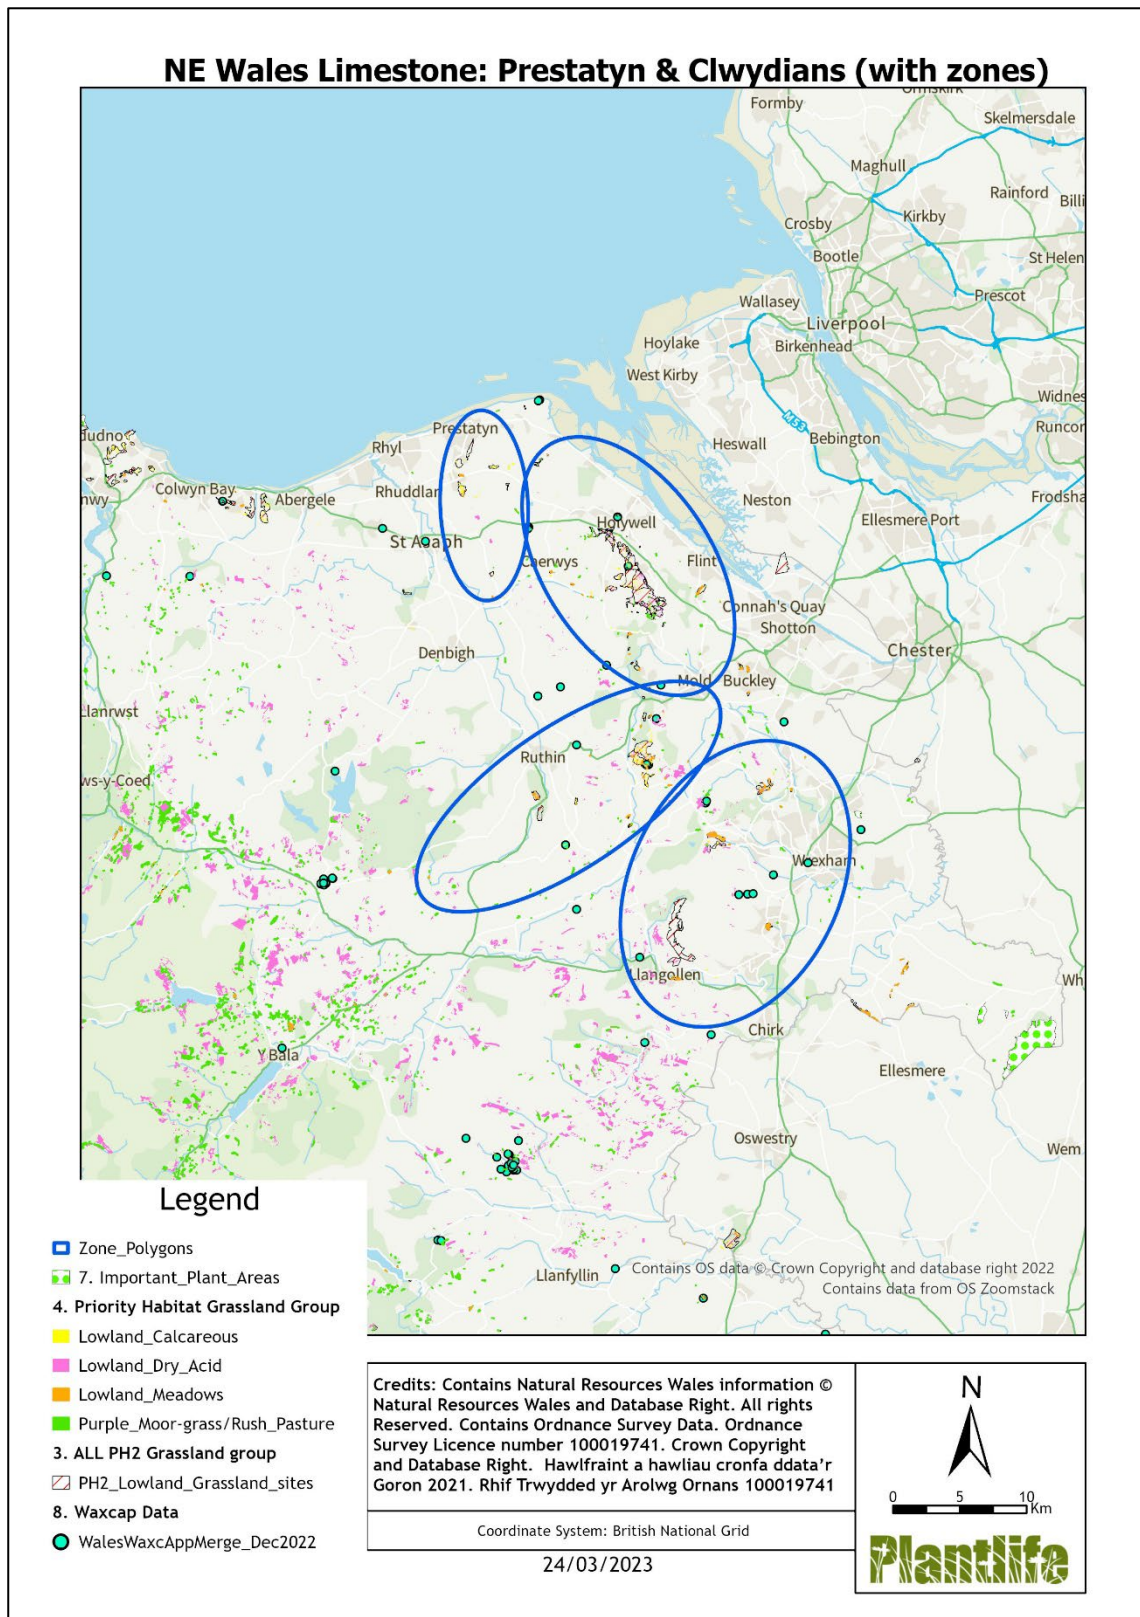 NE Wales Limestone: Prestatyn & Clwydians (with zones)
Formby
Ormskirk
Skelmersdale
Maghull
Rainford
Billi
Crosby
Kirkby
Bootle
St Helen
Wallasey
Prescot
Liverpool
Hoylake
Birkenhead
West Kirby
Widnes
Prestatyn
M53
Runcor
dudno
Rhyl
Heswall
Bebington
Colwyn Bay
Abergele
Rhuddlan
Neston
Frodsha
nwy
Ellesmere Port
Holywell
St Asaph
Caerwys
Flint
Connah's Quay
Shotton
Chester
Denbigh
Mold
Buckley
Llanrwst
Ruthin
ws-y-Coed
Wrexham
Llangollen
Wh
Chirk
Y Bala
Ellesmere
Oswestry
Wem
Llanfyllin
Contains OS data © Crown Copyright and database right 2022
Contains data from OS Zoomstack
Legend
Zone_Polygons
7. Important_Plant_Areas
4. Priority Habitat Grassland Group
Lowland_Calcareous
Lowland_Dry_Acid
Lowland_Meadows
Purple_Moor-grass/Rush_Pasture
3. ALL PH2 Grassland group
PH2_Lowland_Grassland_sites
8. Waxcap Data
WalesWaxcAppMerge_Dec2022
Credits: Contains Natural Resources Wales information ©
Natural Resources Wales and Database Right. All rights
Reserved. Contains Ordnance Survey Data. Ordnance
Survey Licence number 100019741. Crown Copyright
and Database Right. Hawlfraint a hawliau cronfa ddata'r
Goron 2021. Rhif Trwydded yr Arolwg Ornans 100019741
Coordinate System: British National Grid
24/03/2023
N
0 5 10
Km
Plantlife